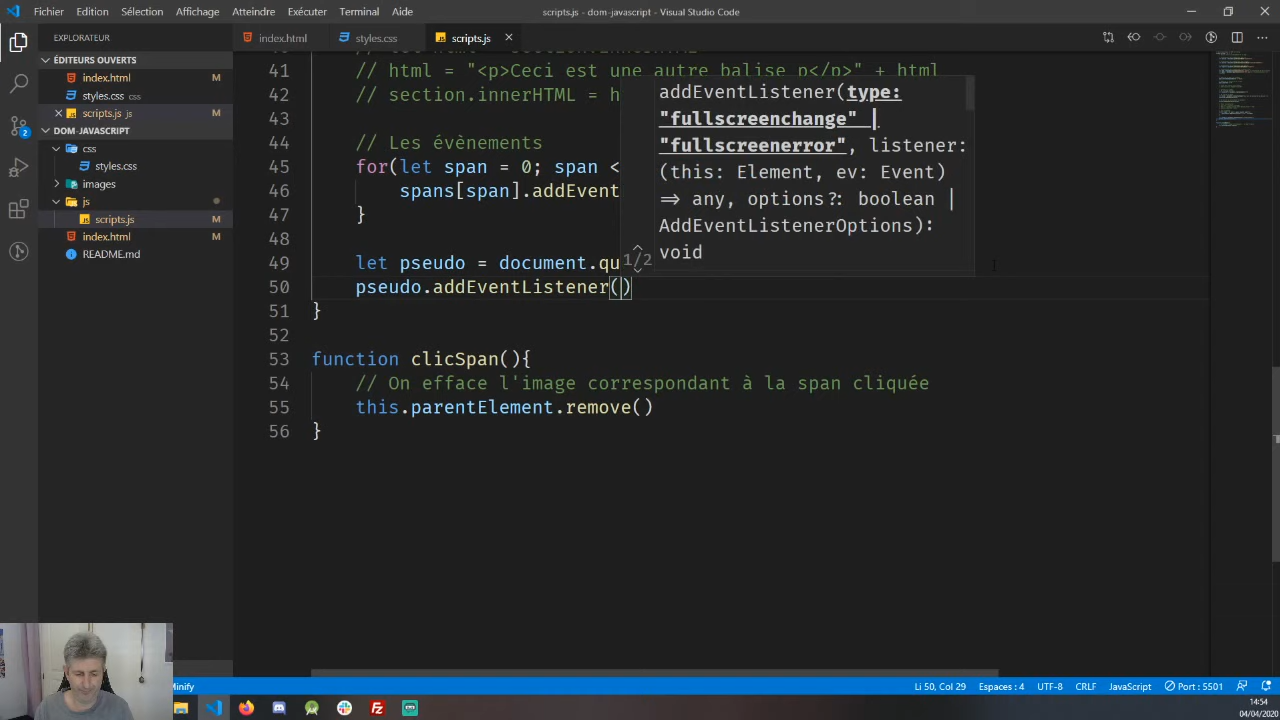 Fichier Edition Sélection Affichage Atteindre Exécuter Terminal Aide
scripts.js - dom-javascript - Visual Studio Code
EXPLORATEUR
index.html
styles.css
scripts.js
ÉDITEURS OUVERTS
index.html M
styles.css css
scripts.js js M
DOM-JAVASCRIPT
css
styles.css
images
js
scripts.js
index.html M
README.md
2
41 // html = "<p>Ceci est une autre balise</p>" + html
42 // section.innerHTML = h
43
44 // Les évènements
45 for(let span = 0; span <
46 spans[span].addEvent
47 }
48
49 let pseudo = document.qu
50 pseudo.addEventListener()
51 }
52
53 function clicSpan(){
54 // On efface l'image correspondant à la span cliquée
55 this.parentElement.remove()
56 }
addEventListener(type:
"fullscreenchange" |
"fullscreenerror", listener:
(this: Element, ev: Event)
=> any, options?: boolean |
AddEventListenerOptions):
void
1/2
Minify
Li 50, Col 29
Espaces : 4
UTF-8
CRLF
JavaScript
Port : 5501
14:54
04/04/2020